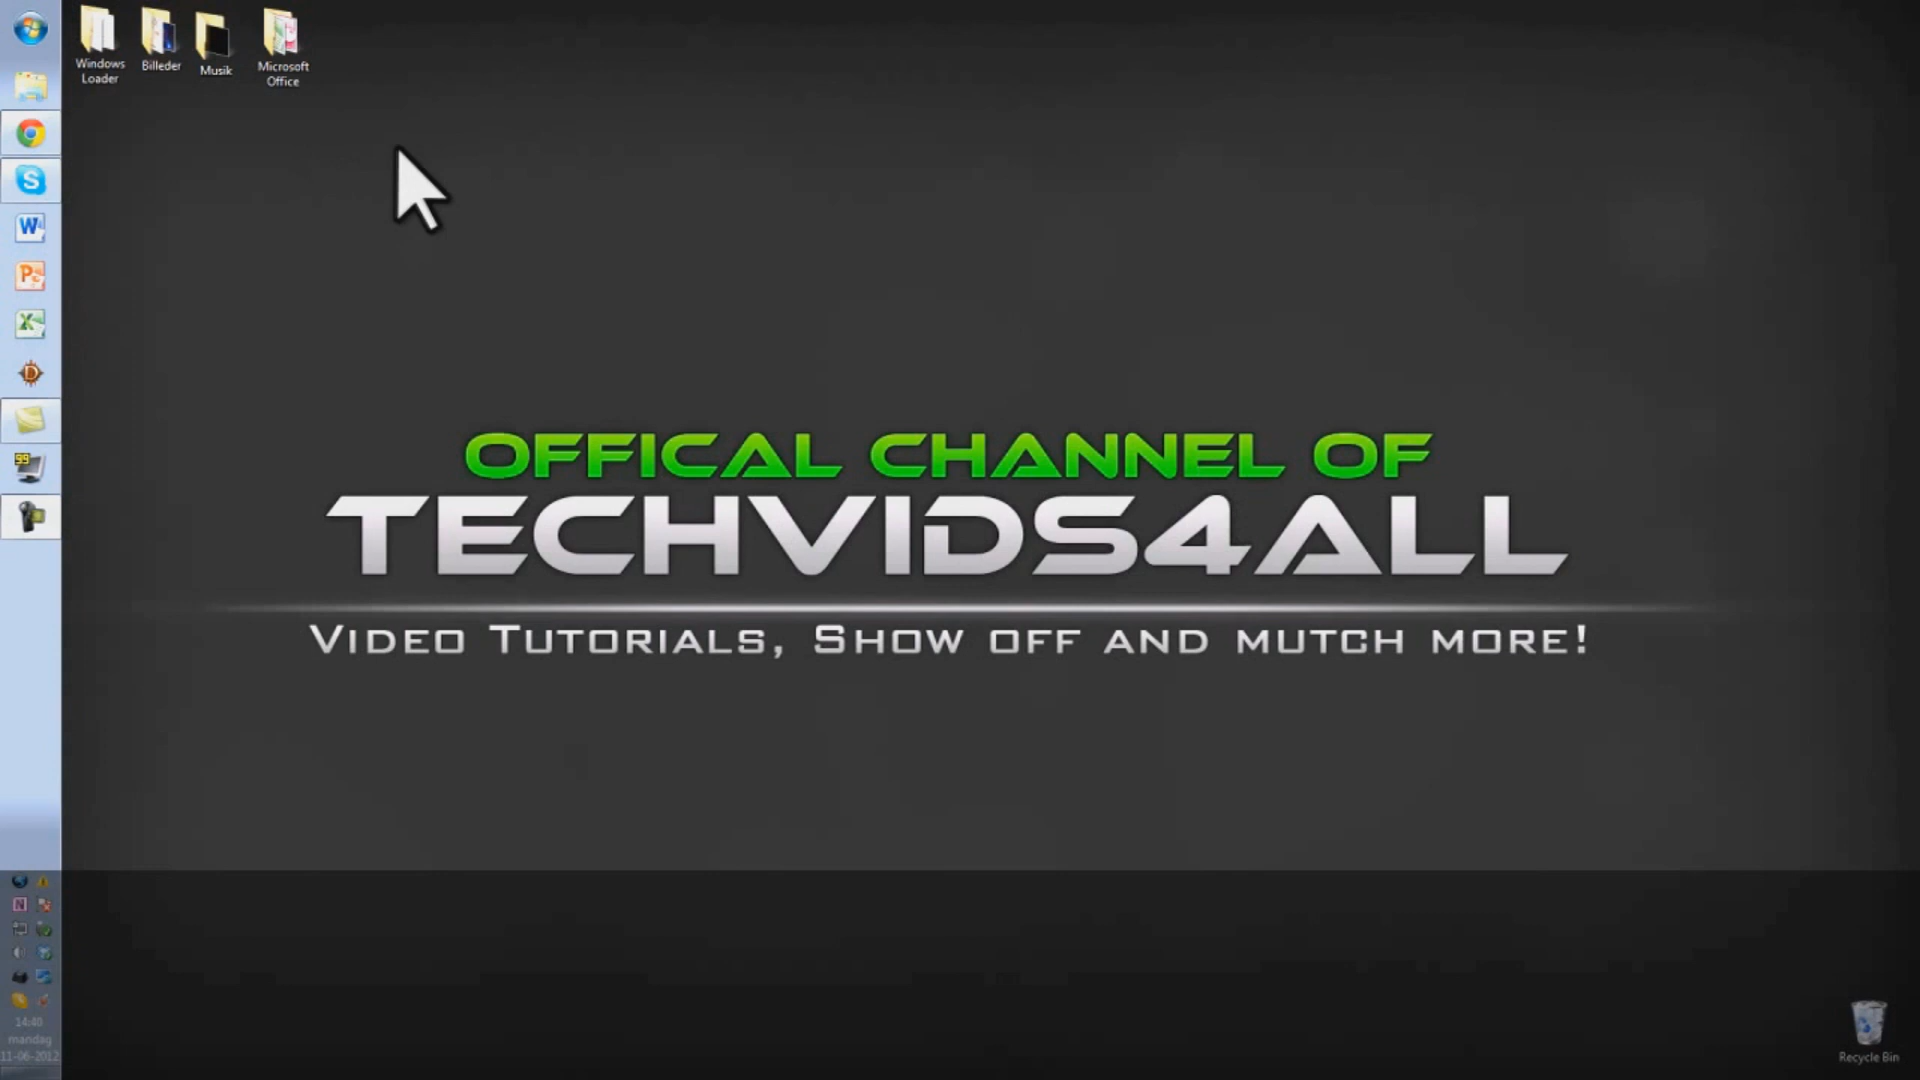 Windows
Loader
Billeder
Musik
Microsoft
Office
OFFICAL CHANNEL OF
TECHVIDS4ALL
VIDEO TUTORIALS, SHOW OFF AND MUTCH MORE!
14:40
mandag
11-06-2012
Recycle Bin